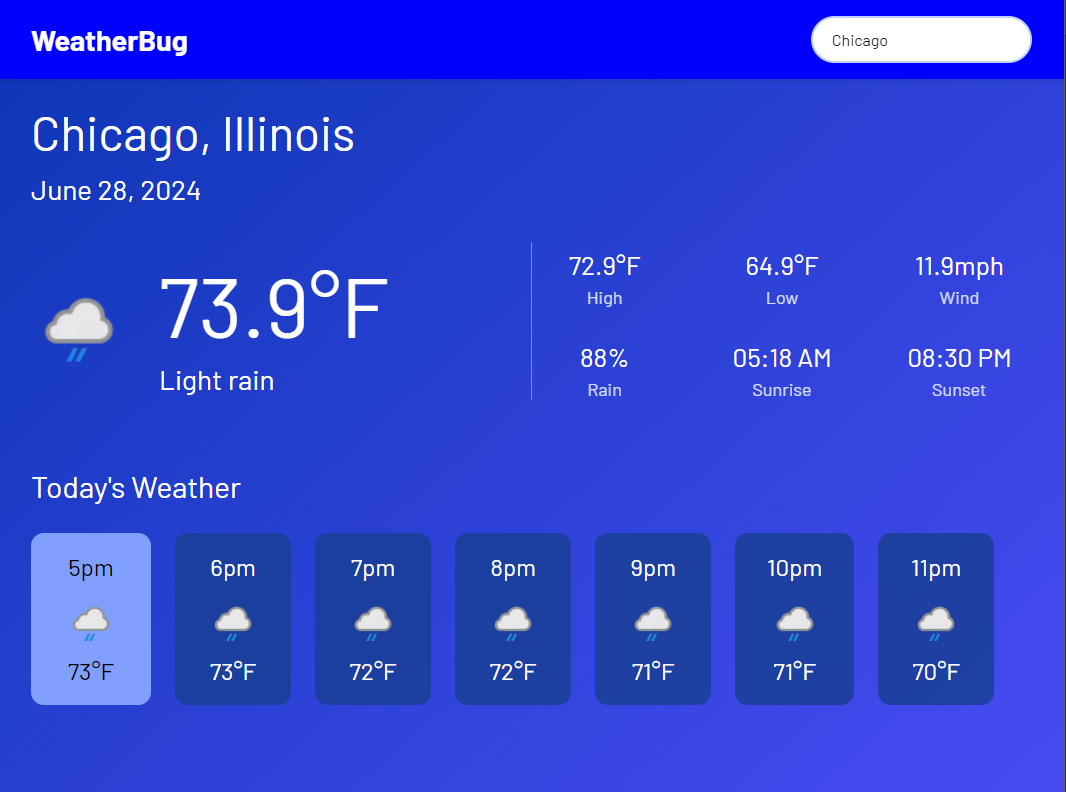 WeatherBug
Chicago
Chicago, Illinois
June 28, 2024
73.9°F
Light rain
72.9°F 64.9°F 11.9mph
High Low Wind
88% 05:18 AM 08:30 PM
Rain Sunrise Sunset
Today's Weather
5pm 6pm 7pm 8pm 9pm 10pm 11pm
73°F 73°F 72°F 72°F 71°F 71°F 70°F